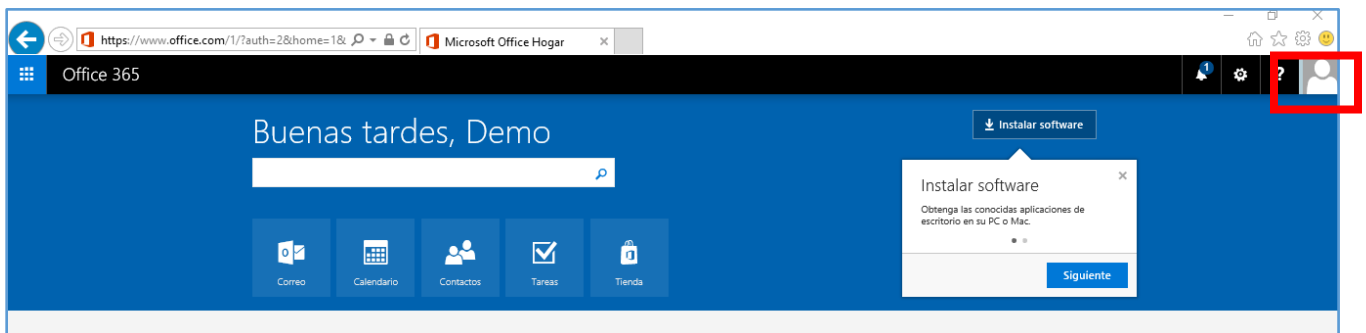 https://www.office.com/1/?auth=2&home=1&
Microsoft Office Hogar
Office 365
1
?
Buenas tardes, Demo
Instalar software
Instalar software
Obtenga las conocidas aplicaciones de
escritorio en su PC o Mac.
Siguiente
Correo
Calendario
Contactos
Tareas
Tienda